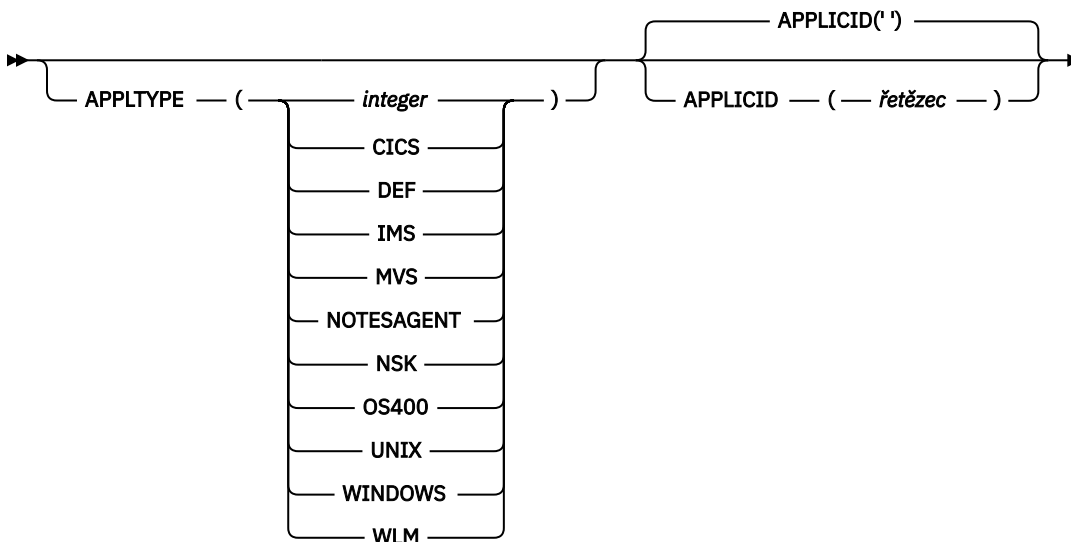 APPLICID(' ')
APPLTYPE ( integer ) APPLICID ( řetězec )
CICS
DEF
IMS
MVS
NOTESAGENT
NSK
OS400
UNIX
WINDOWS
WLM